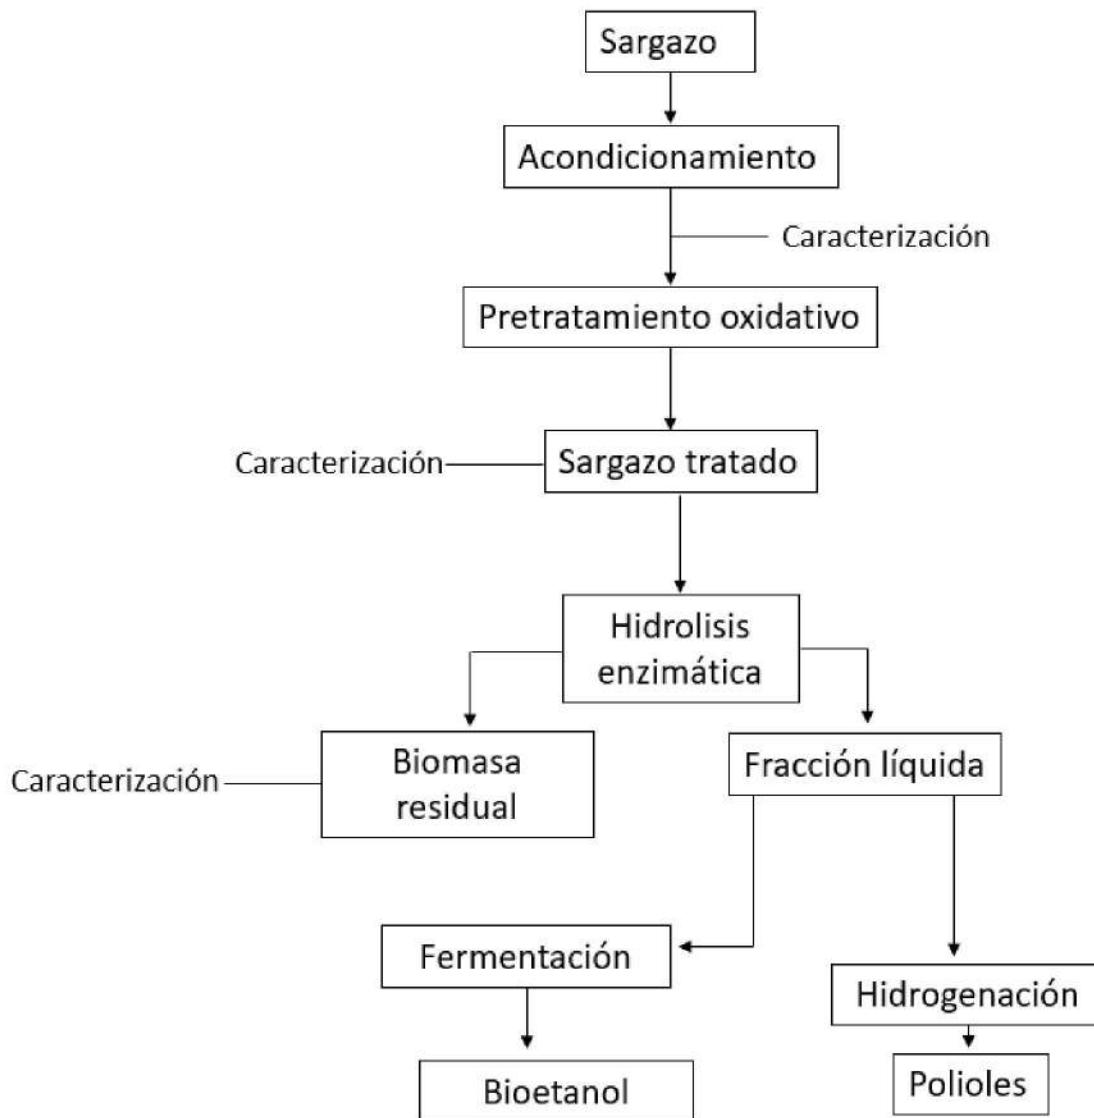 Sargazo
Acondicionamiento
Caracterización
Pretratamiento oxidativo
Caracterización
Sargazo tratado
Hidrolisis
enzimática
Biomasa
residual
Caracterización
Fracción líquida
Fermentación
Hidrogenación
Bioetanol
Polioles